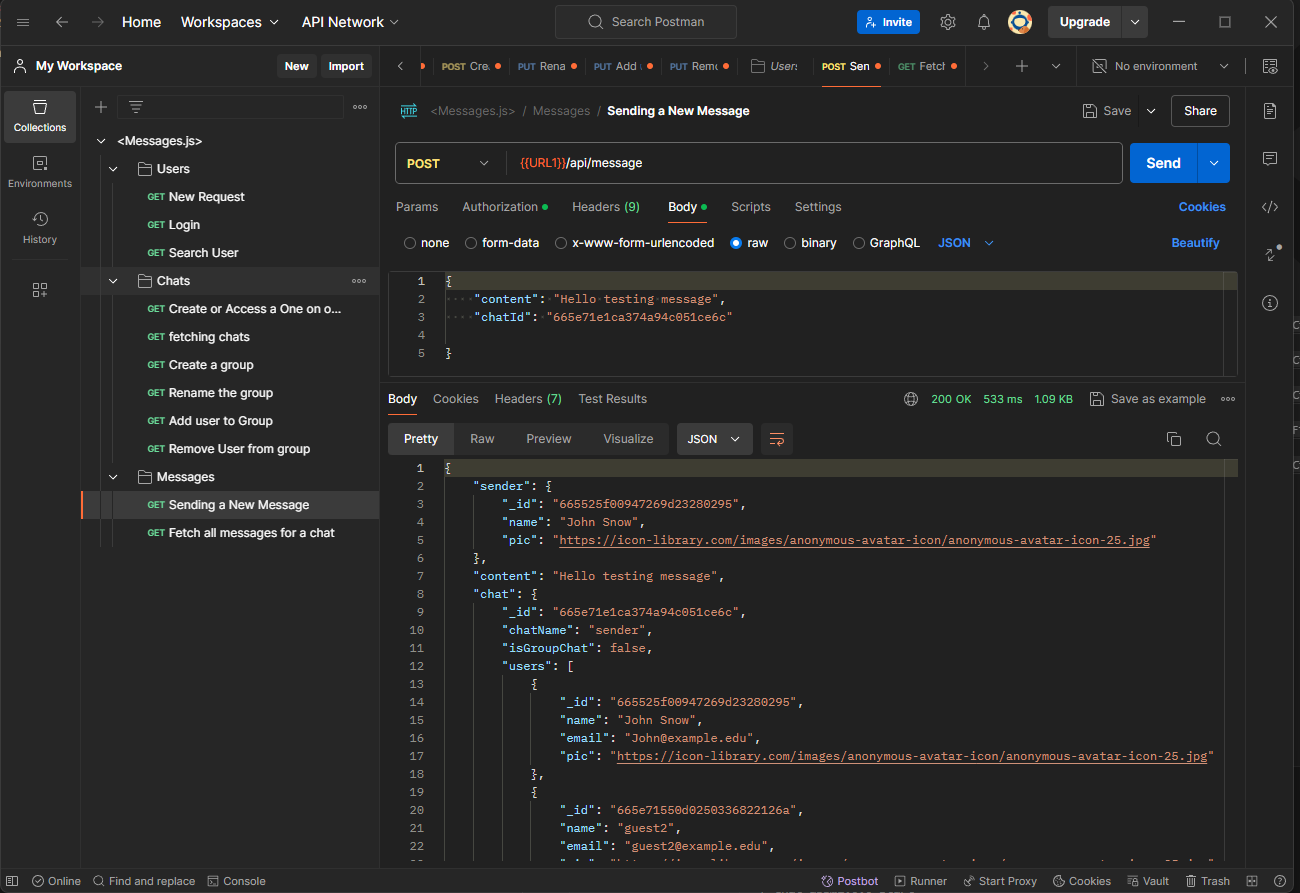 Home Workspaces API Network Search Postman Invite Upgrade
My Workspace New Import POST Cre PUT Rena PUT Add PUT Rem User: POST Sen GET Fetch No environment
Collections
Environments
History
<Messages.js>
Users
GET New Request
GET Login
GET Search User
Chats
GET Create or Access a One on o...
GET fetching chats
GET Create a group
GET Rename the group
GET Add user to Group
GET Remove User from group
Messages
GET Sending a New Message
GET Fetch all messages for a chat
HTTP <Messages.js> / Messages / Sending a New Message Save Share
POST {{URL1}}/api/message Send
Params Authorization Headers (9) Body Scripts Settings Cookies
none form-data x-www-form-urlencoded raw binary GraphQL JSON Beautify
1 {
2 "content": "Hello testing message",
3 "chatId": "665e71e1ca374a94c051ce6c"
4
5 }
Body Cookies Headers (7) Test Results 200 OK 533 ms 1.09 KB Save as example
Pretty Raw Preview Visualize JSON
1 {
2 "sender": {
3 "_id": "665525f00947269d23280295",
4 "name": "John Snow",
5 "pic": "https://icon-library.com/images/anonymous-avatar-icon/anonymous-avatar-icon-25.jpg"
6 },
7 "content": "Hello testing message",
8 "chat": {
9 "_id": "665e71e1ca374a94c051ce6c",
10 "chatName": "sender",
11 "isGroupChat": false,
12 "users": [
13 {
14 "_id": "665525f00947269d23280295",
15 "name": "John Snow",
16 "email": "John@example.edu",
17 "pic": "https://icon-library.com/images/anonymous-avatar-icon/anonymous-avatar-icon-25.jpg"
18 },
19 {
20 "_id": "665e71550d0250336822126a",
21 "name": "guest2",
22 "email": "guest2@example.edu",
Online Find and replace Console Postbot Runner Start Proxy Cookies Vault Trash